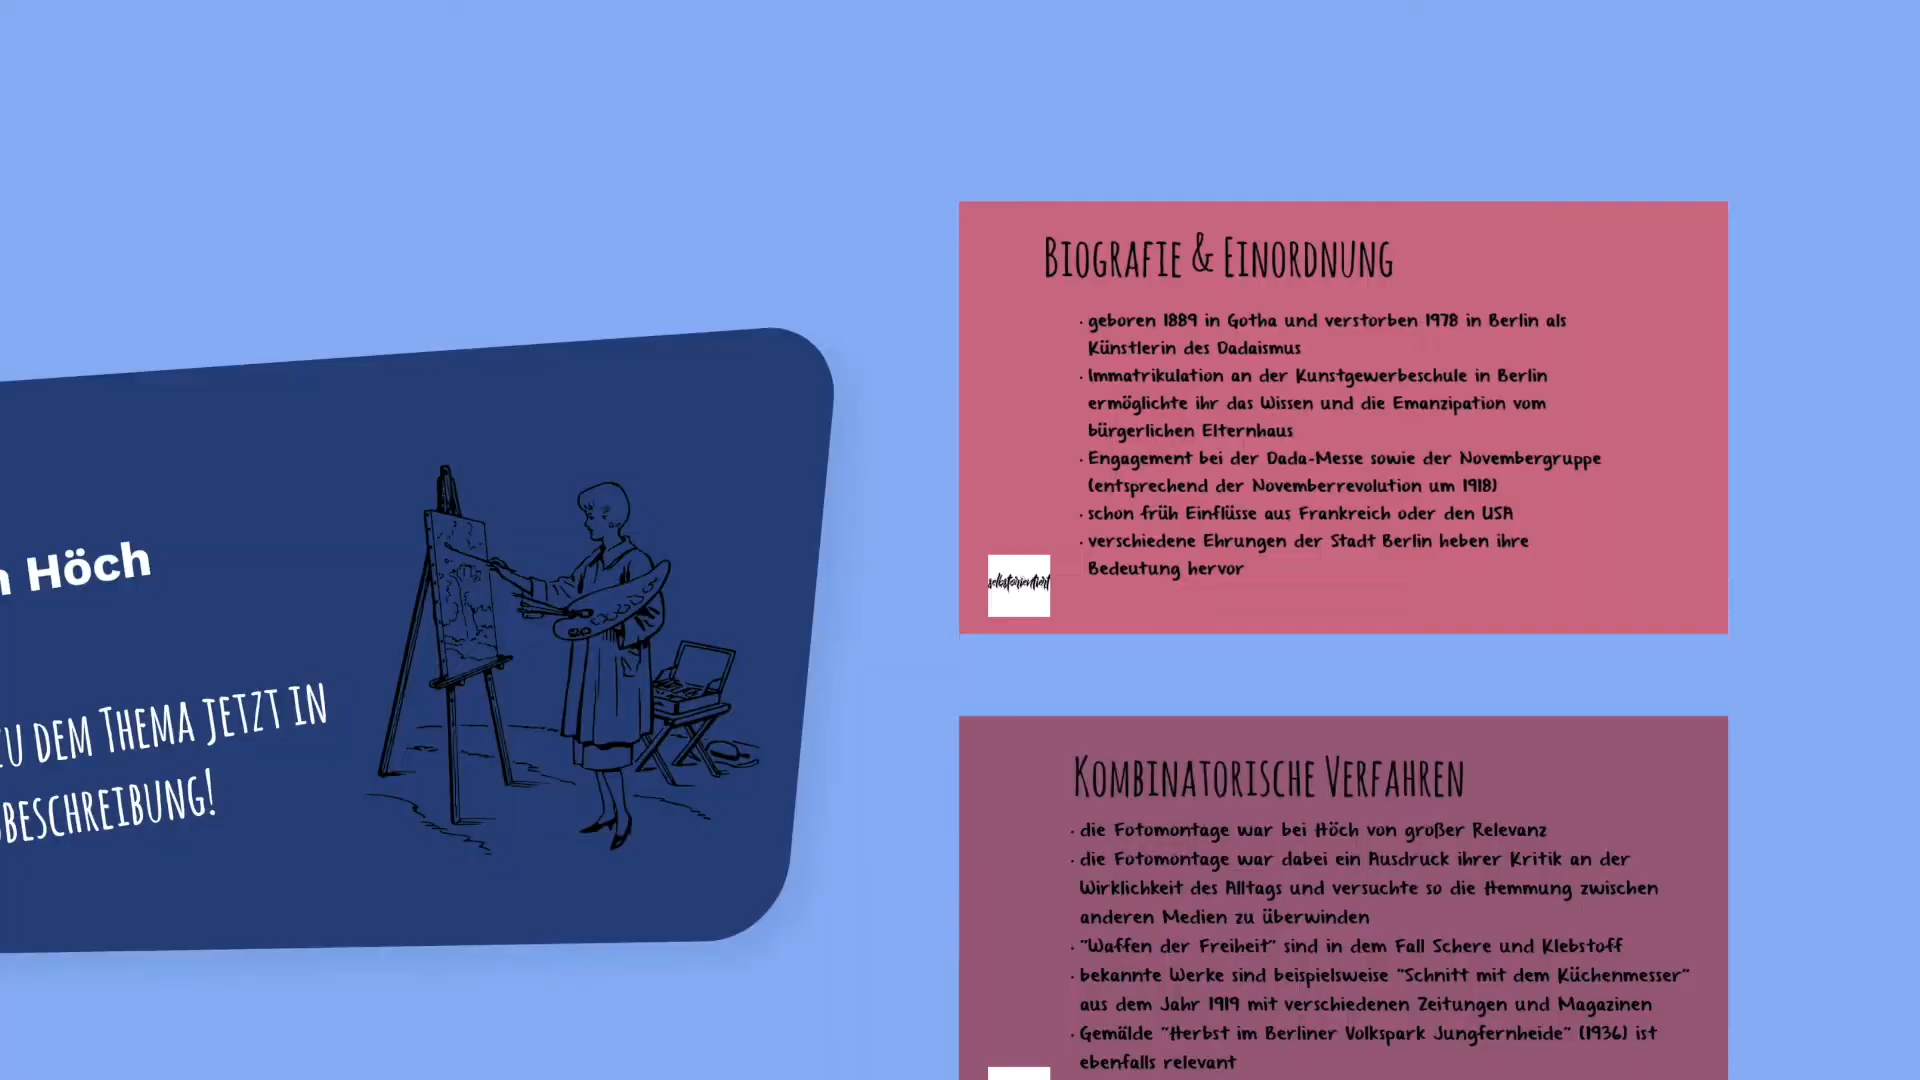 Höch
zu dem Thema jetzt in
beschreibung!
Biografie & Einordnung
· geboren 1889 in Gotha und verstorben 1978 in Berlin als
Künstlerin des Dadaismus
· Immatrikulation an der Kunstgewerbeschule in Berlin
ermöglichte ihr das Wissen und die Emanzipation vom
bürgerlichen Elternhaus
· Engagement bei der Dada-Messe sowie der Novembergruppe
(entsprechend der Novemberrevolution um 1918)
· schon früh Einflüsse aus Frankreich oder den USA
· verschiedene Ehrungen der Stadt Berlin heben ihre
Bedeutung hervor
selbstorientiert
Kombinatorische Verfahren
· die Fotomontage war bei Höch von großer Relevanz
· die Fotomontage war dabei ein Ausdruck ihrer Kritik an der
Wirklichkeit des Alltags und versuchte so die Hemmung zwischen
anderen Medien zu überwinden
· "Waffen der Freiheit" sind in dem Fall Schere und Klebstoff
· bekannte Werke sind beispielsweise "Schnitt mit dem Küchenmesser"
aus dem Jahr 1919 mit verschiedenen Zeitungen und Magazinen
· Gemälde "Herbst im Berliner Volkspark Jungfernheide" (1936) ist
ebenfalls relevant